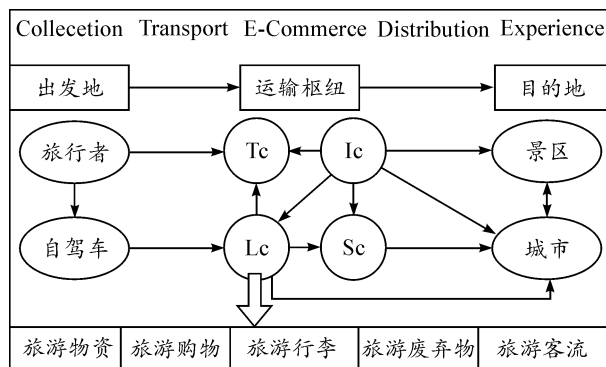 Collecetion Transport E-Commerce Distribution Experience
出发地 运输枢纽 目的地
旅行者 Tc Ic 景区
自驾车 Lc Sc 城市
旅游物资 旅游购物 旅游行李 旅游废弃物 旅游客流